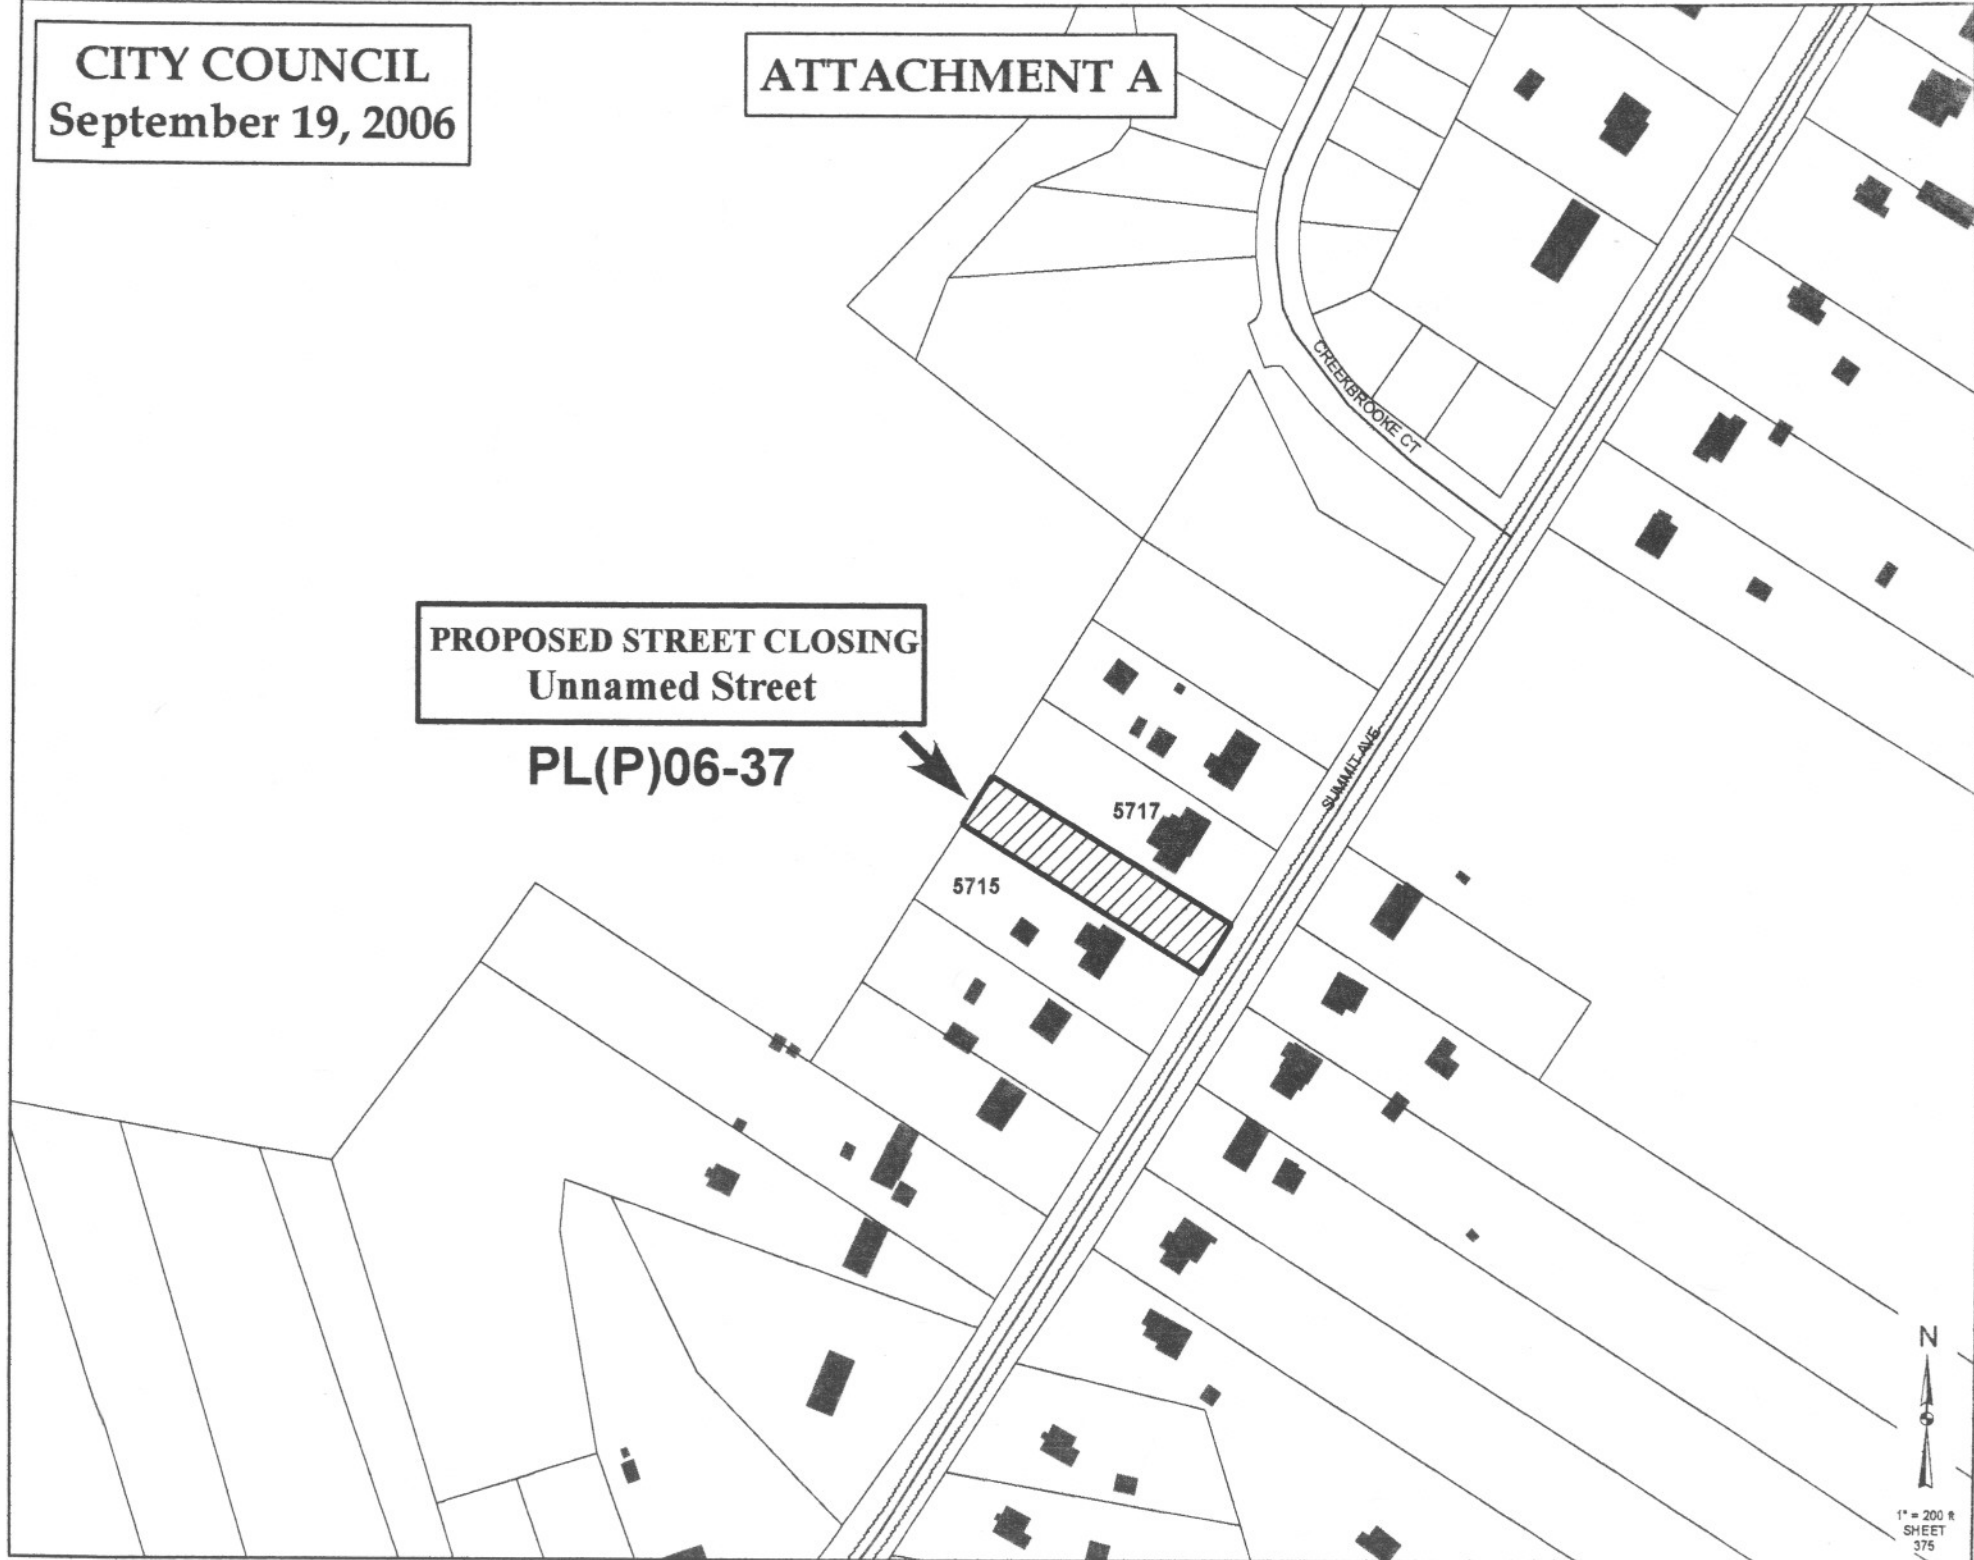 CITY COUNCIL
September 19, 2006
ATTACHMENT A
CREEKBROOKE CT
PROPOSED STREET CLOSING
Unnamed Street
PL(P)06-37
SUMMIT AVE
5717
5715
N
1" = 200 ft
SHEET
375